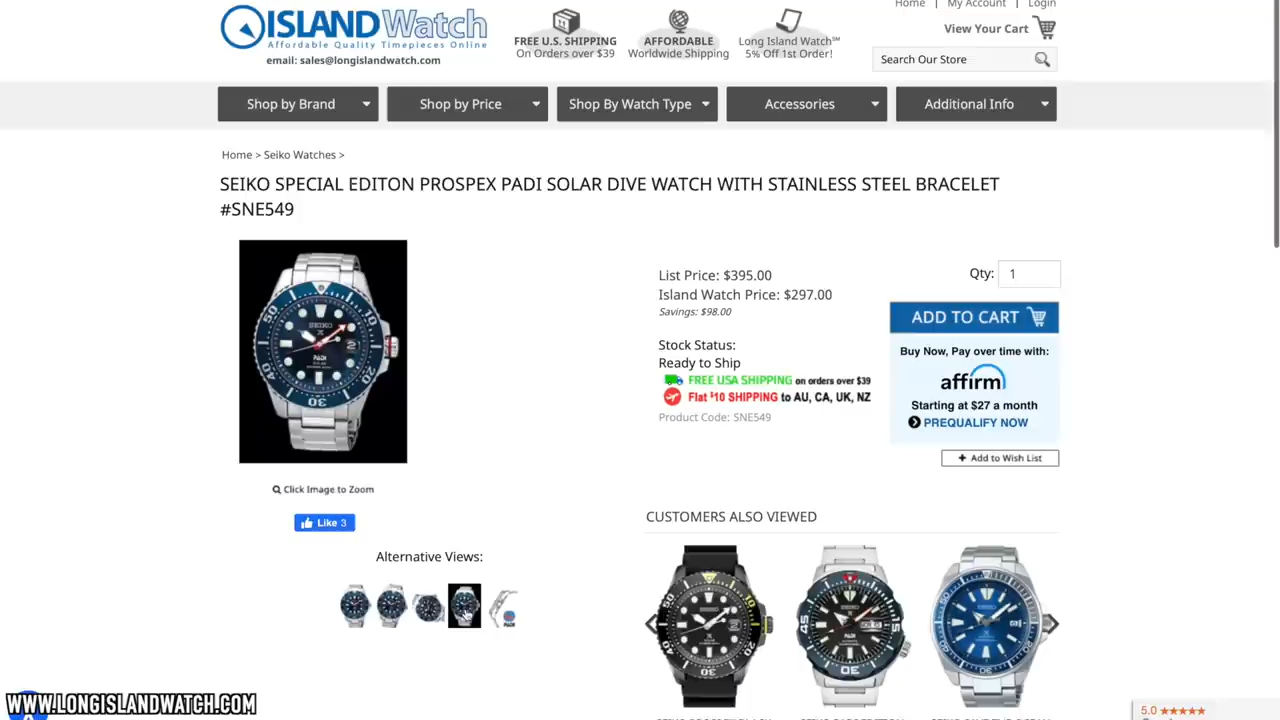 Home | My Account | Login
ISLAND Watch
Affordable Quality Timepieces Online
email: sales@longislandwatch.com
FREE U.S. SHIPPING
On Orders over $39
AFFORDABLE
Worldwide Shipping
Long Island Watch℠
5% Off 1st Order!
View Your Cart
Search Our Store
Shop by Brand
Shop by Price
Shop By Watch Type
Accessories
Additional Info
Home > Seiko Watches >
SEIKO SPECIAL EDITON PROSPEX PADI SOLAR DIVE WATCH WITH STAINLESS STEEL BRACELET
#SNE549
SEIKO
PADI
SOLAR
Click Image to Zoom
Like 3
Alternative Views:
List Price: $395.00
Island Watch Price: $297.00
Savings: $98.00
Stock Status:
Ready to Ship
FREE USA SHIPPING on orders over $39
Flat $10 SHIPPING to AU, CA, UK, NZ
Product Code: SNE549
Qty: 1
ADD TO CART
Buy Now, Pay over time with:
affirm
Starting at $27 a month
PREQUALIFY NOW
+ Add to Wish List
CUSTOMERS ALSO VIEWED
WWW.LONGISLANDWATCH.COM
5.0 ★★★★★